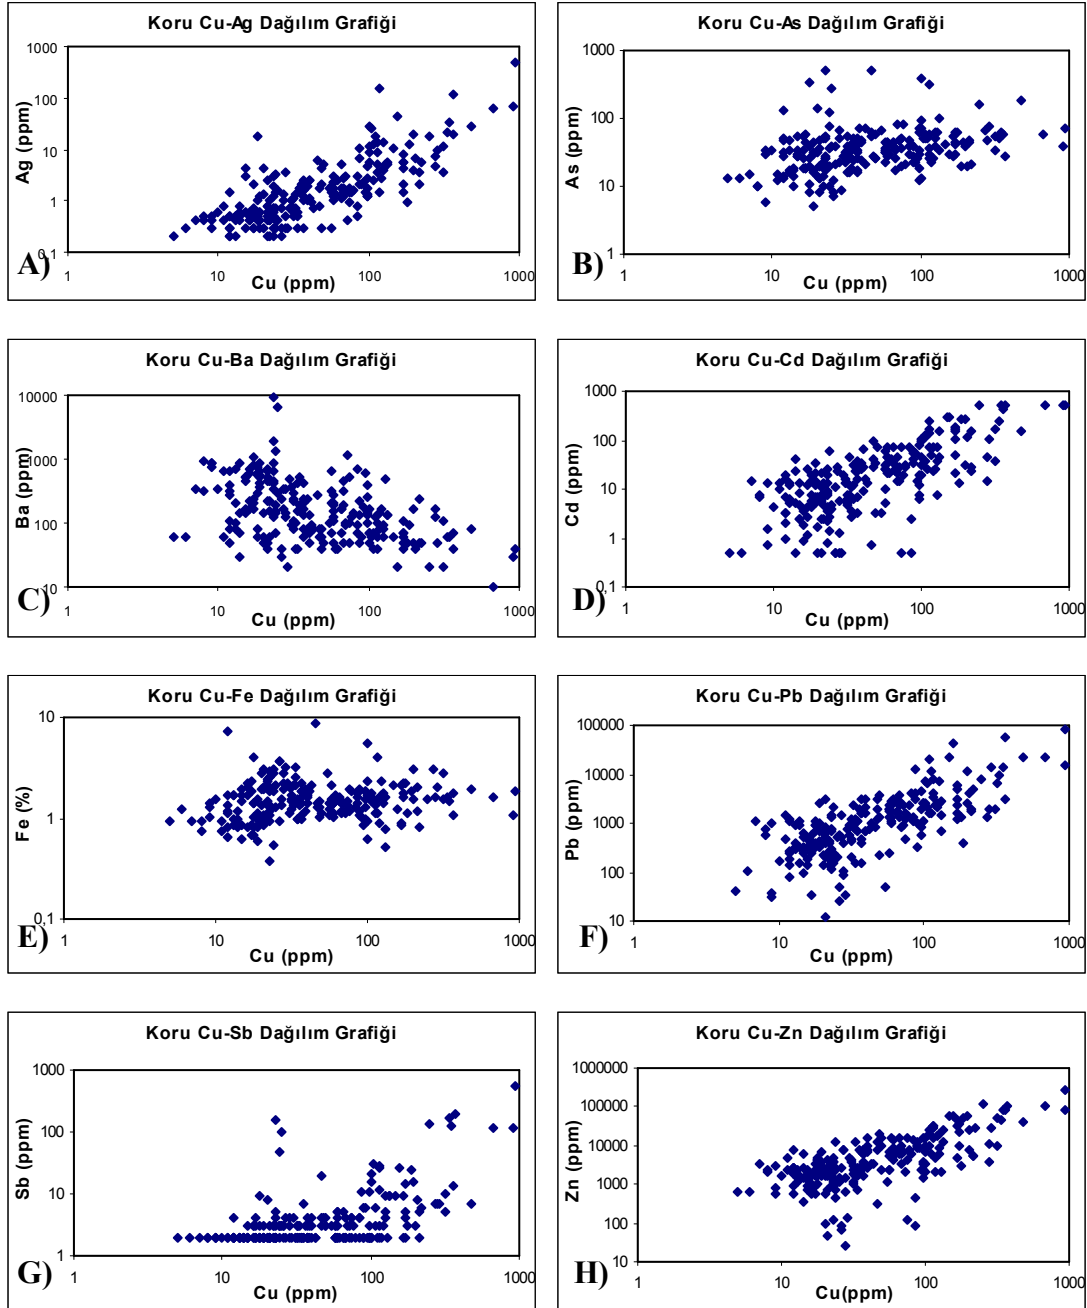 Koru Cu-Ag Dağılım Grafiği
1000
100
10
1
0,1
Ag (ppm)
1 10 100 1000
Cu (ppm)
A)
Koru Cu-As Dağılım Grafiği
1000
100
10
1
As (ppm)
1 10 100 1000
Cu (ppm)
B)
Koru Cu-Ba Dağılım Grafiği
10000
1000
100
10
Ba (ppm)
1 10 100 1000
Cu (ppm)
C)
Koru Cu-Cd Dağılım Grafiği
1000
100
10
1
0,1
Cd (ppm)
1 10 100 1000
Cu (ppm)
D)
Koru Cu-Fe Dağılım Grafiği
10
1
0,1
Fe (%)
1 10 100 1000
Cu (ppm)
E)
Koru Cu-Pb Dağılım Grafiği
100000
10000
1000
100
10
Pb (ppm)
1 10 100 1000
Cu (ppm)
F)
Koru Cu-Sb Dağılım Grafiği
1000
100
10
1
Sb (ppm)
1 10 100 1000
Cu (ppm)
G)
Koru Cu-Zn Dağılım Grafiği
1000000
100000
10000
1000
100
10
Zn (ppm)
1 10 100 1000
Cu(ppm)
H)